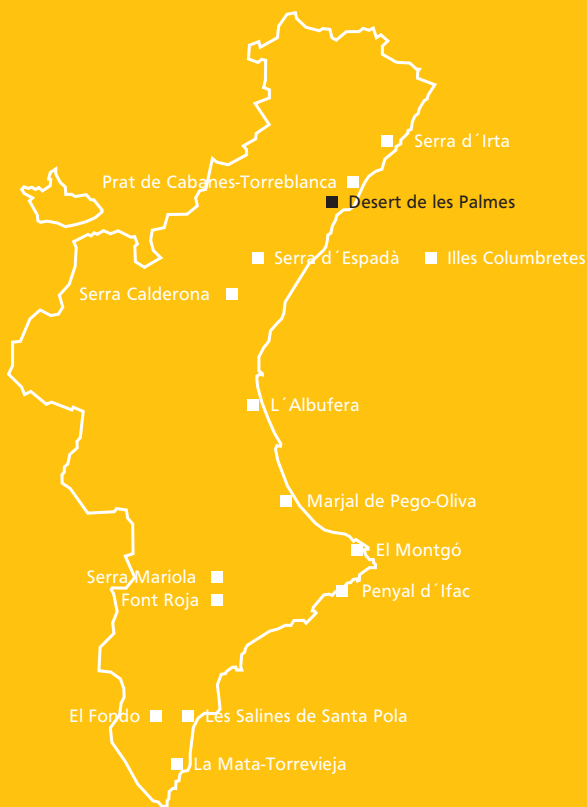 Serra d´Irta
Prat de Cabanes-Torreblanca
Desert de les Palmes
Serra d´Espadà
Illes Columbretes
Serra Calderona
L´Albufera
Marjal de Pego-Oliva
El Montgó
Serra Mariola
Penyal d´Ifac
Font Roja
El Fondo
Les Salines de Santa Pola
La Mata-Torrevieja